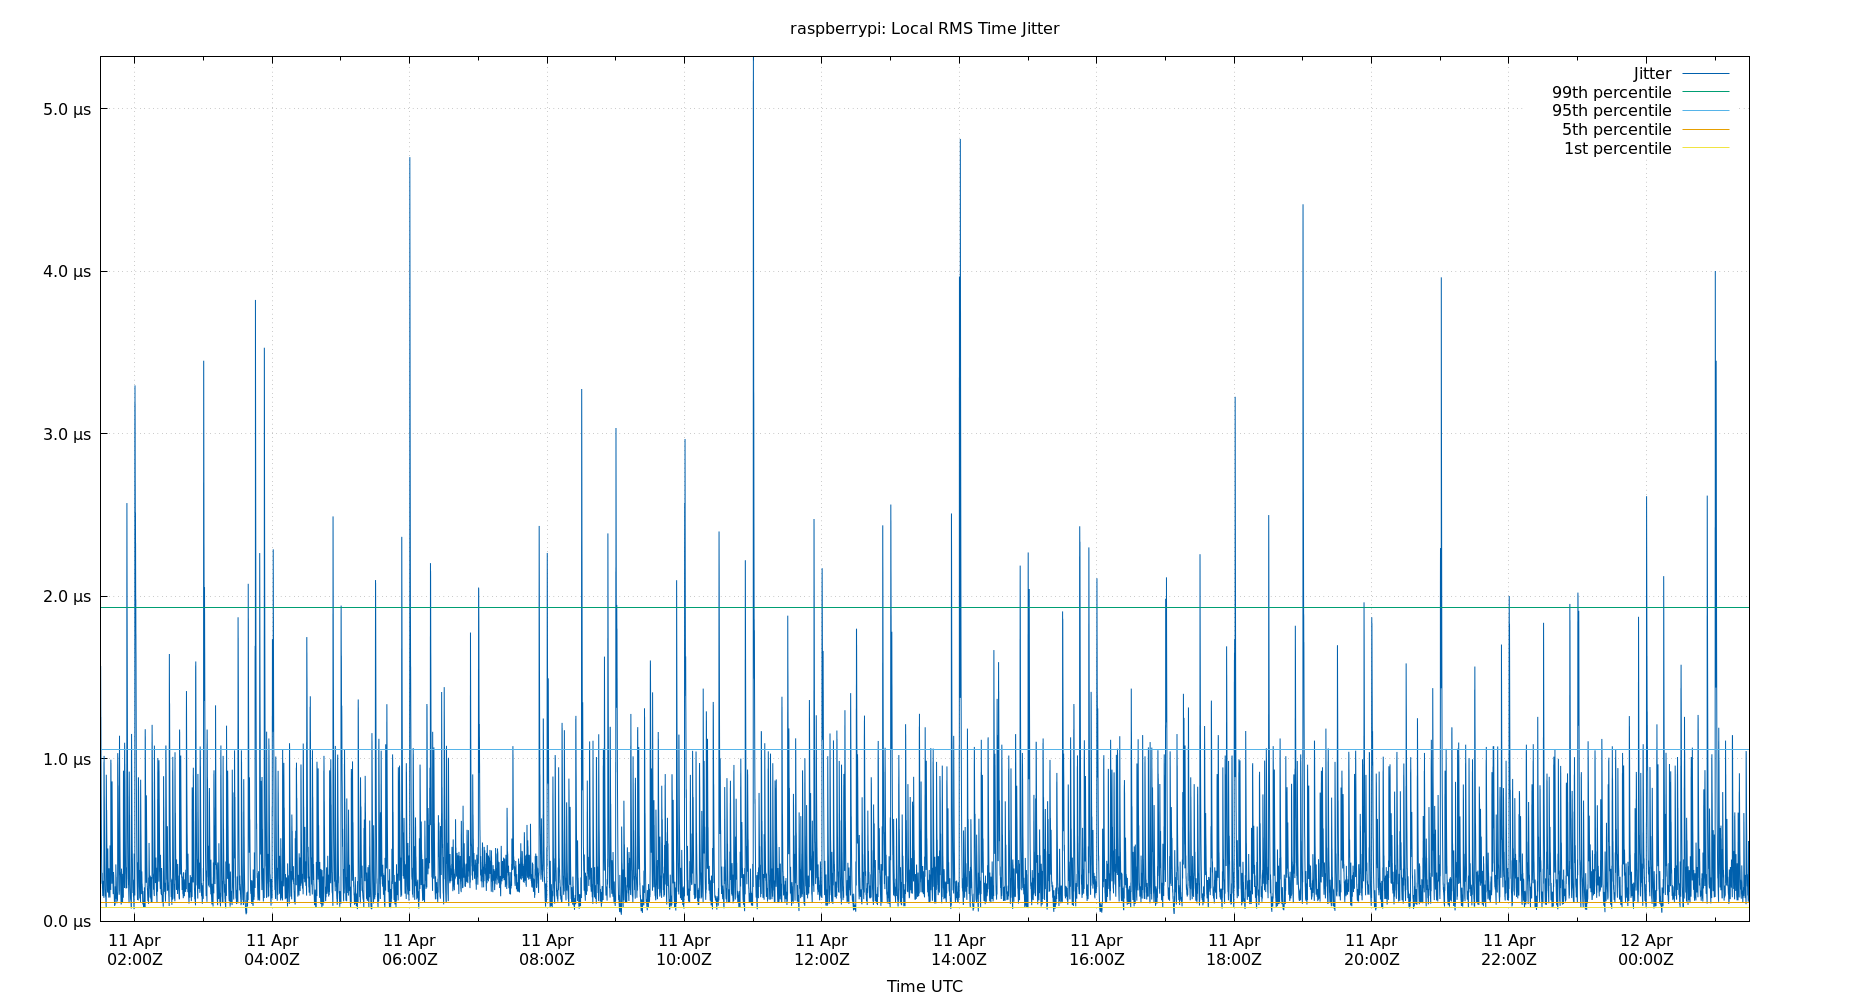 raspberrypi: Local RMS Time Jitter
Jitter
99th percentile
95th percentile
5th percentile
1st percentile
5.0 µs
4.0 µs
3.0 µs
2.0 µs
1.0 µs
0.0 µs
11 Apr 11 Apr 11 Apr 11 Apr 11 Apr 11 Apr 11 Apr 11 Apr 11 Apr 11 Apr 11 Apr 12 Apr
02:00Z 04:00Z 06:00Z 08:00Z 10:00Z 12:00Z 14:00Z 16:00Z 18:00Z 20:00Z 22:00Z 00:00Z
Time UTC